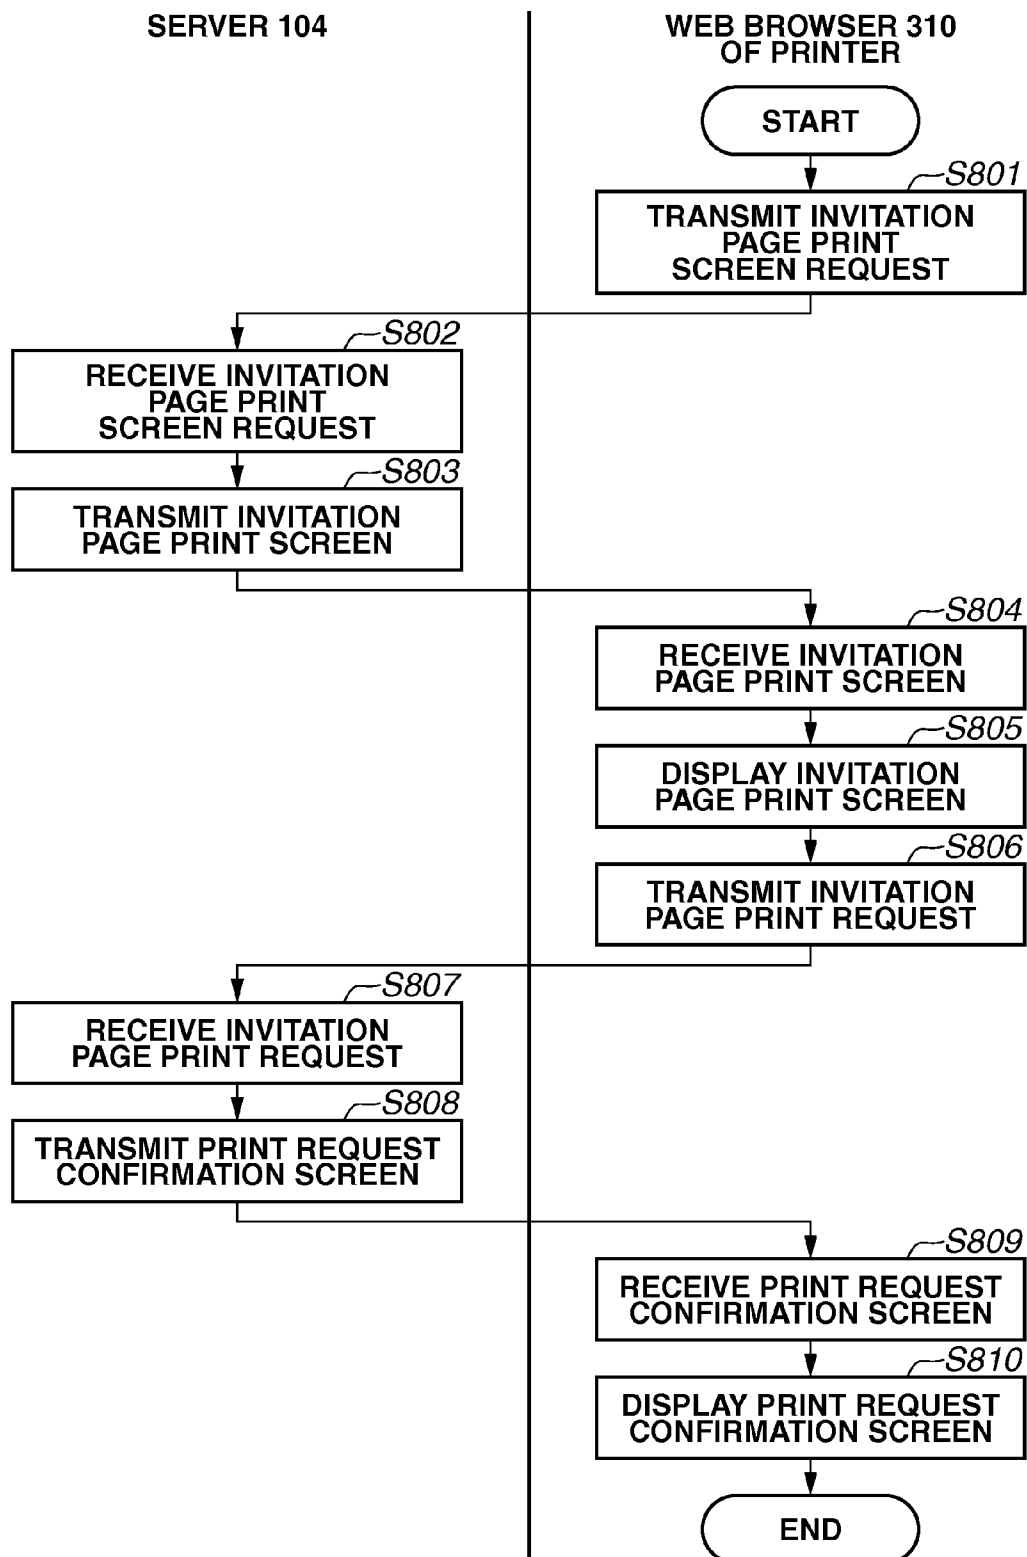 SERVER 104
WEB BROWSER 310
OF PRINTER
START
S801
TRANSMIT INVITATION
PAGE PRINT
SCREEN REQUEST
S802
RECEIVE INVITATION
PAGE PRINT
SCREEN REQUEST
S803
TRANSMIT INVITATION
PAGE PRINT SCREEN
S804
RECEIVE INVITATION
PAGE PRINT SCREEN
S805
DISPLAY INVITATION
PAGE PRINT SCREEN
S806
TRANSMIT INVITATION
PAGE PRINT REQUEST
S807
RECEIVE INVITATION
PAGE PRINT REQUEST
S808
TRANSMIT PRINT REQUEST
CONFIRMATION SCREEN
S809
RECEIVE PRINT REQUEST
CONFIRMATION SCREEN
S810
DISPLAY PRINT REQUEST
CONFIRMATION SCREEN
END